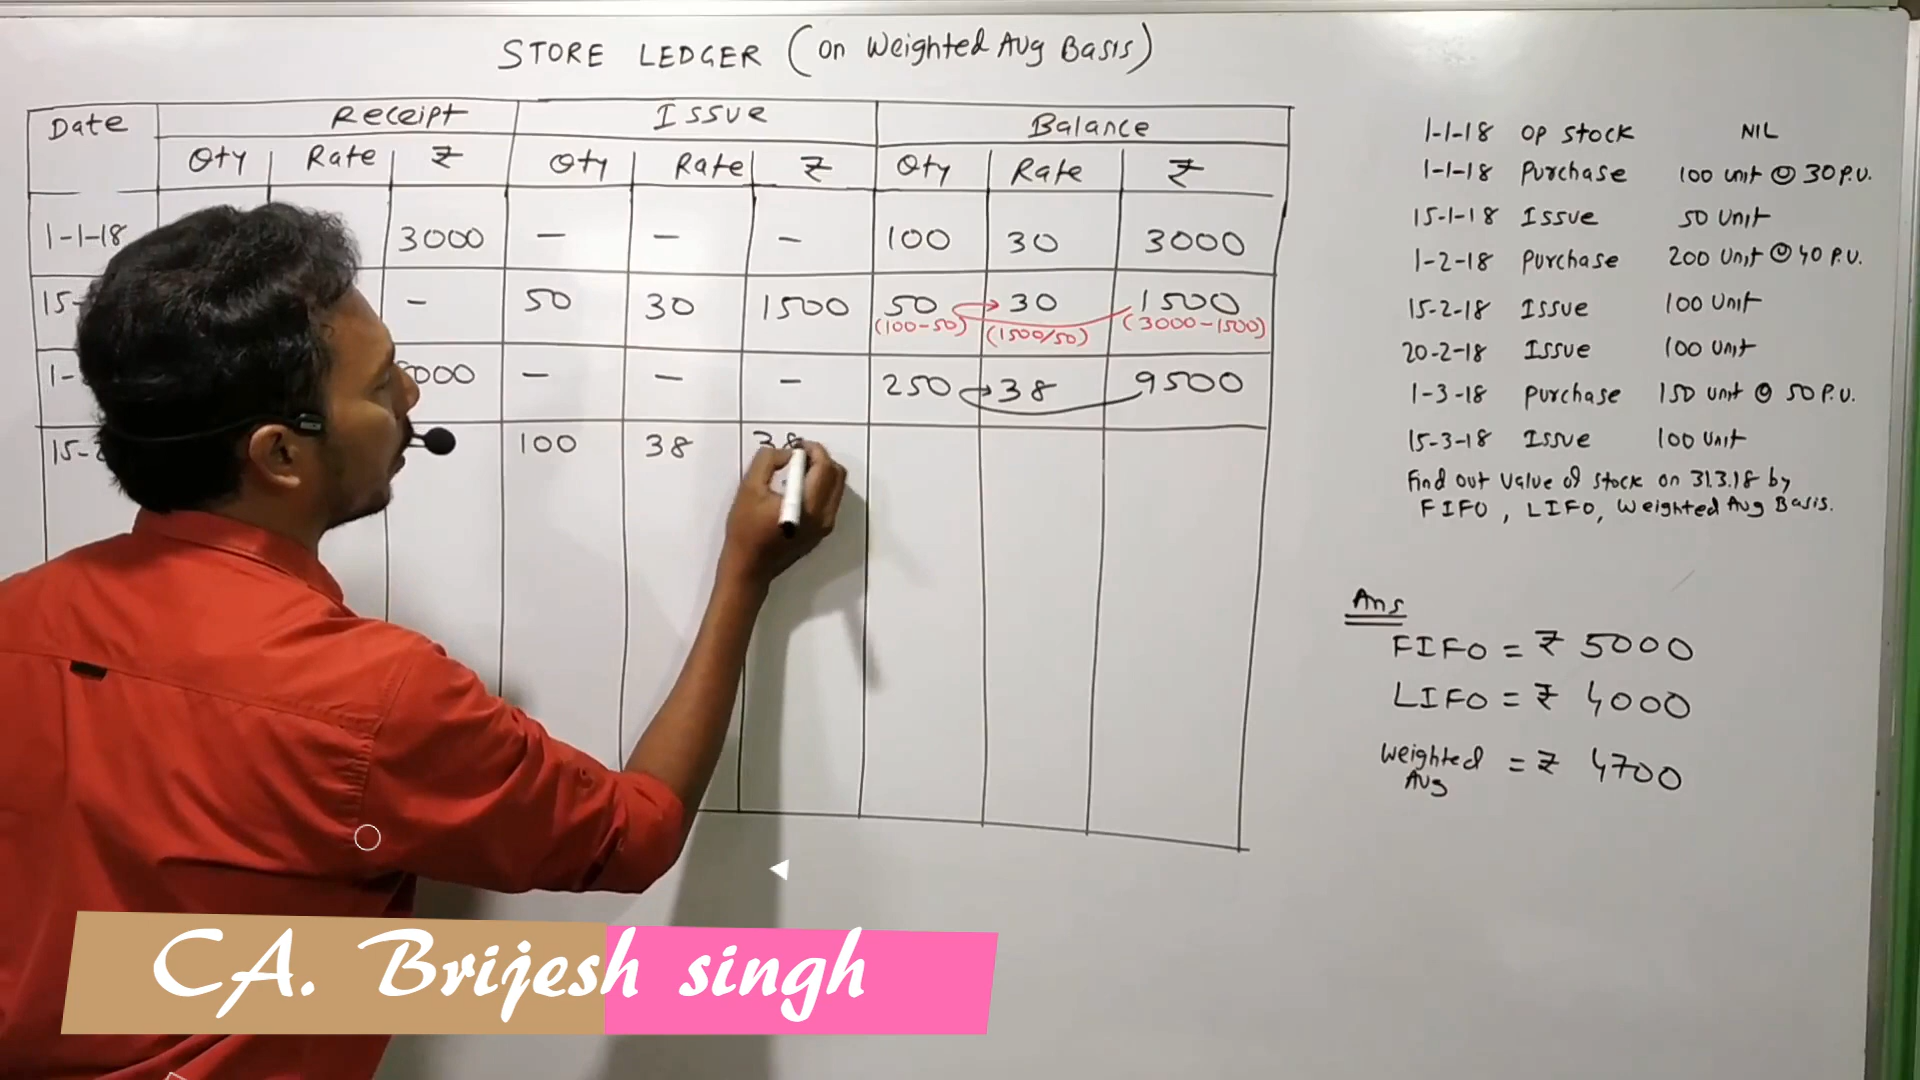 STORE LEDGER (on Weighted Avg Basis)
Date Receipt Issue Balance
Qty Rate ₹ Qty Rate ₹ Qty Rate ₹
1-1-18 3000 - - - 100 30 3000
15- - 50 30 1500 50 30 1500
(100-50) (1500/50) (3000-1500)
1- 000 - - - 250 38 9500
15-2 100 38 38
1-1-18 op stock NIL
1-1-18 Purchase 100 unit @ 30 P.U.
15-1-18 Issue 50 Unit
1-2-18 Purchase 200 Unit @ 40 P.U.
15-2-18 Issue 100 Unit
20-2-18 Issue 100 Unit
1-3-18 Purchase 150 unit @ 50 P.U.
15-3-18 Issue 100 Unit
Find out value of stock on 31.3.18 by
FIFO, LIFO, Weighted Avg Basis.
Ans
FIFO = ₹ 5000
LIFO = ₹ 4000
Weighted Avg = ₹ 4700
CA. Brijesh singh